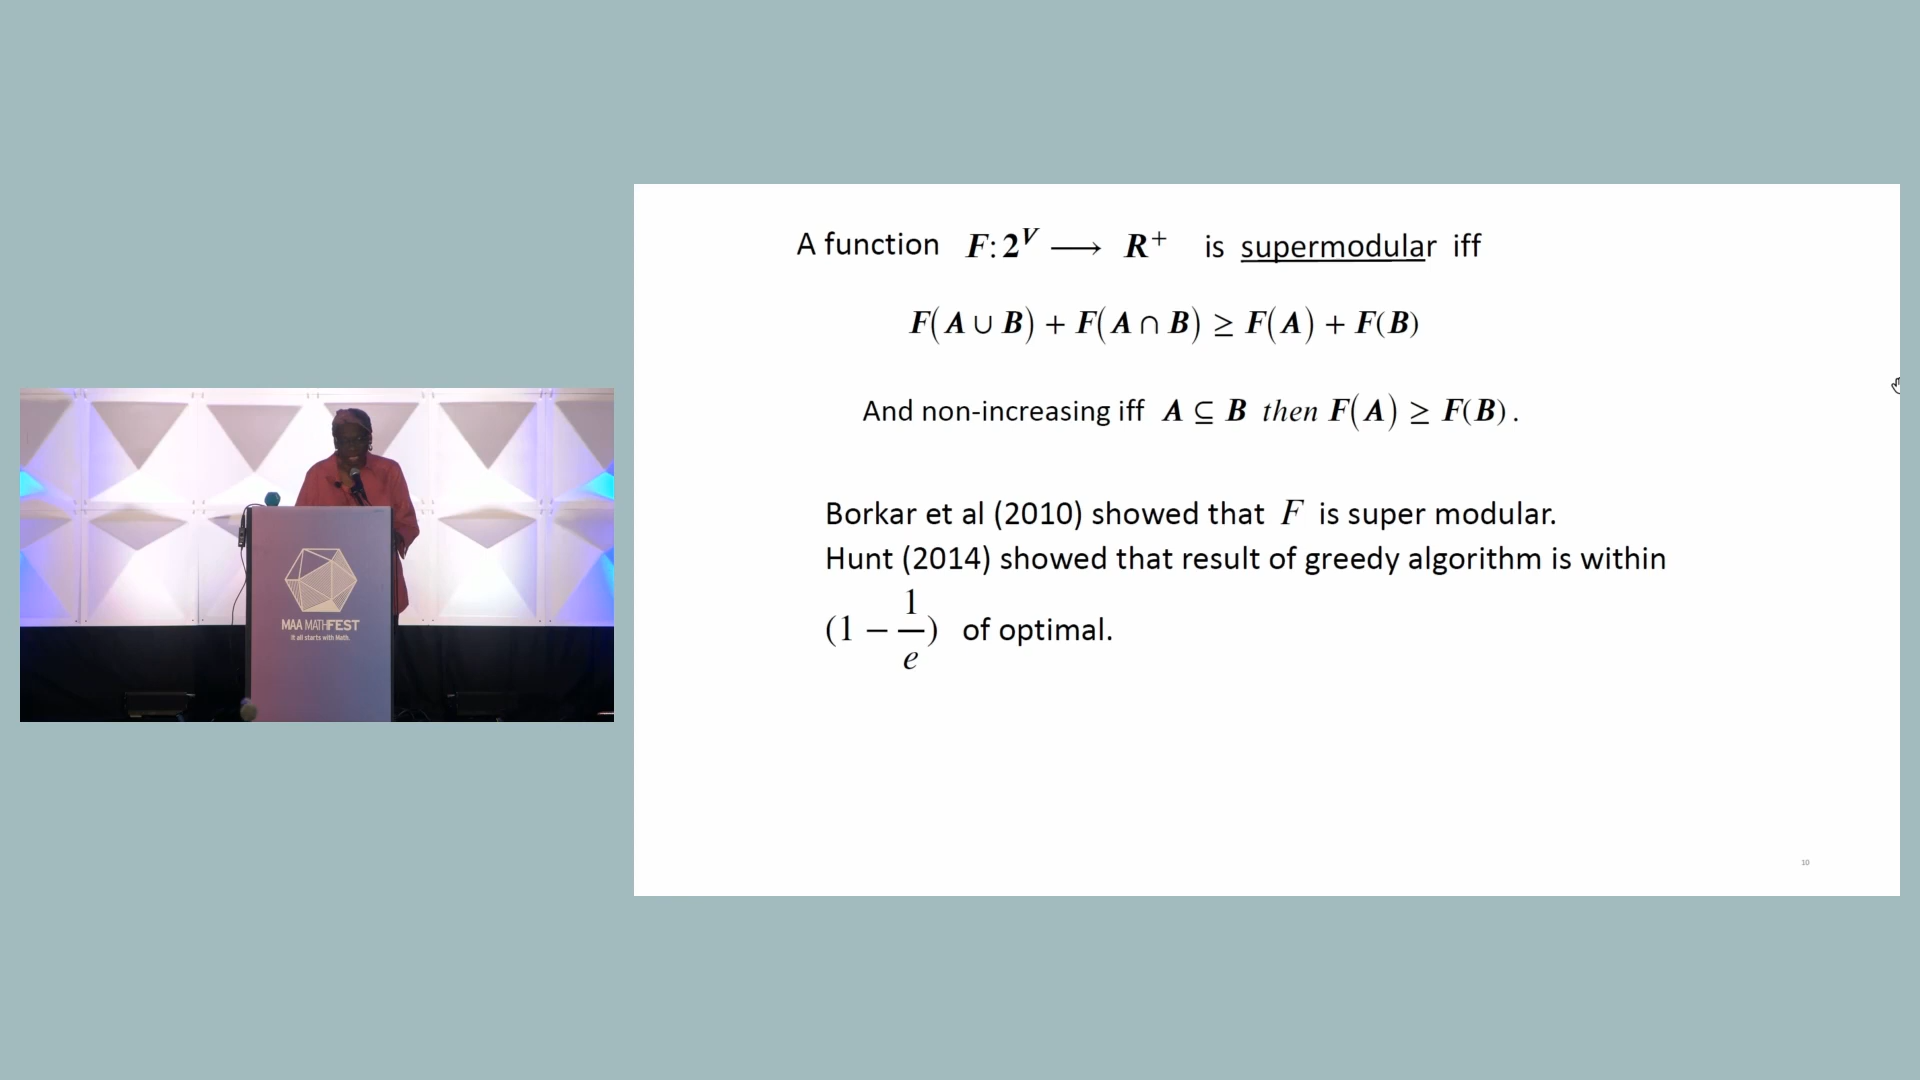 A function F: 2^V ⟶ R^+ is supermodular iff
F(A ∪ B) + F(A ∩ B) ≥ F(A) + F(B)
And non-increasing iff A ⊆ B then F(A) ≥ F(B).
Borkar et al (2010) showed that F is super modular.
Hunt (2014) showed that result of greedy algorithm is within
(1 − 1/e) of optimal.
10
MAA MATHFEST
It all starts with Math.